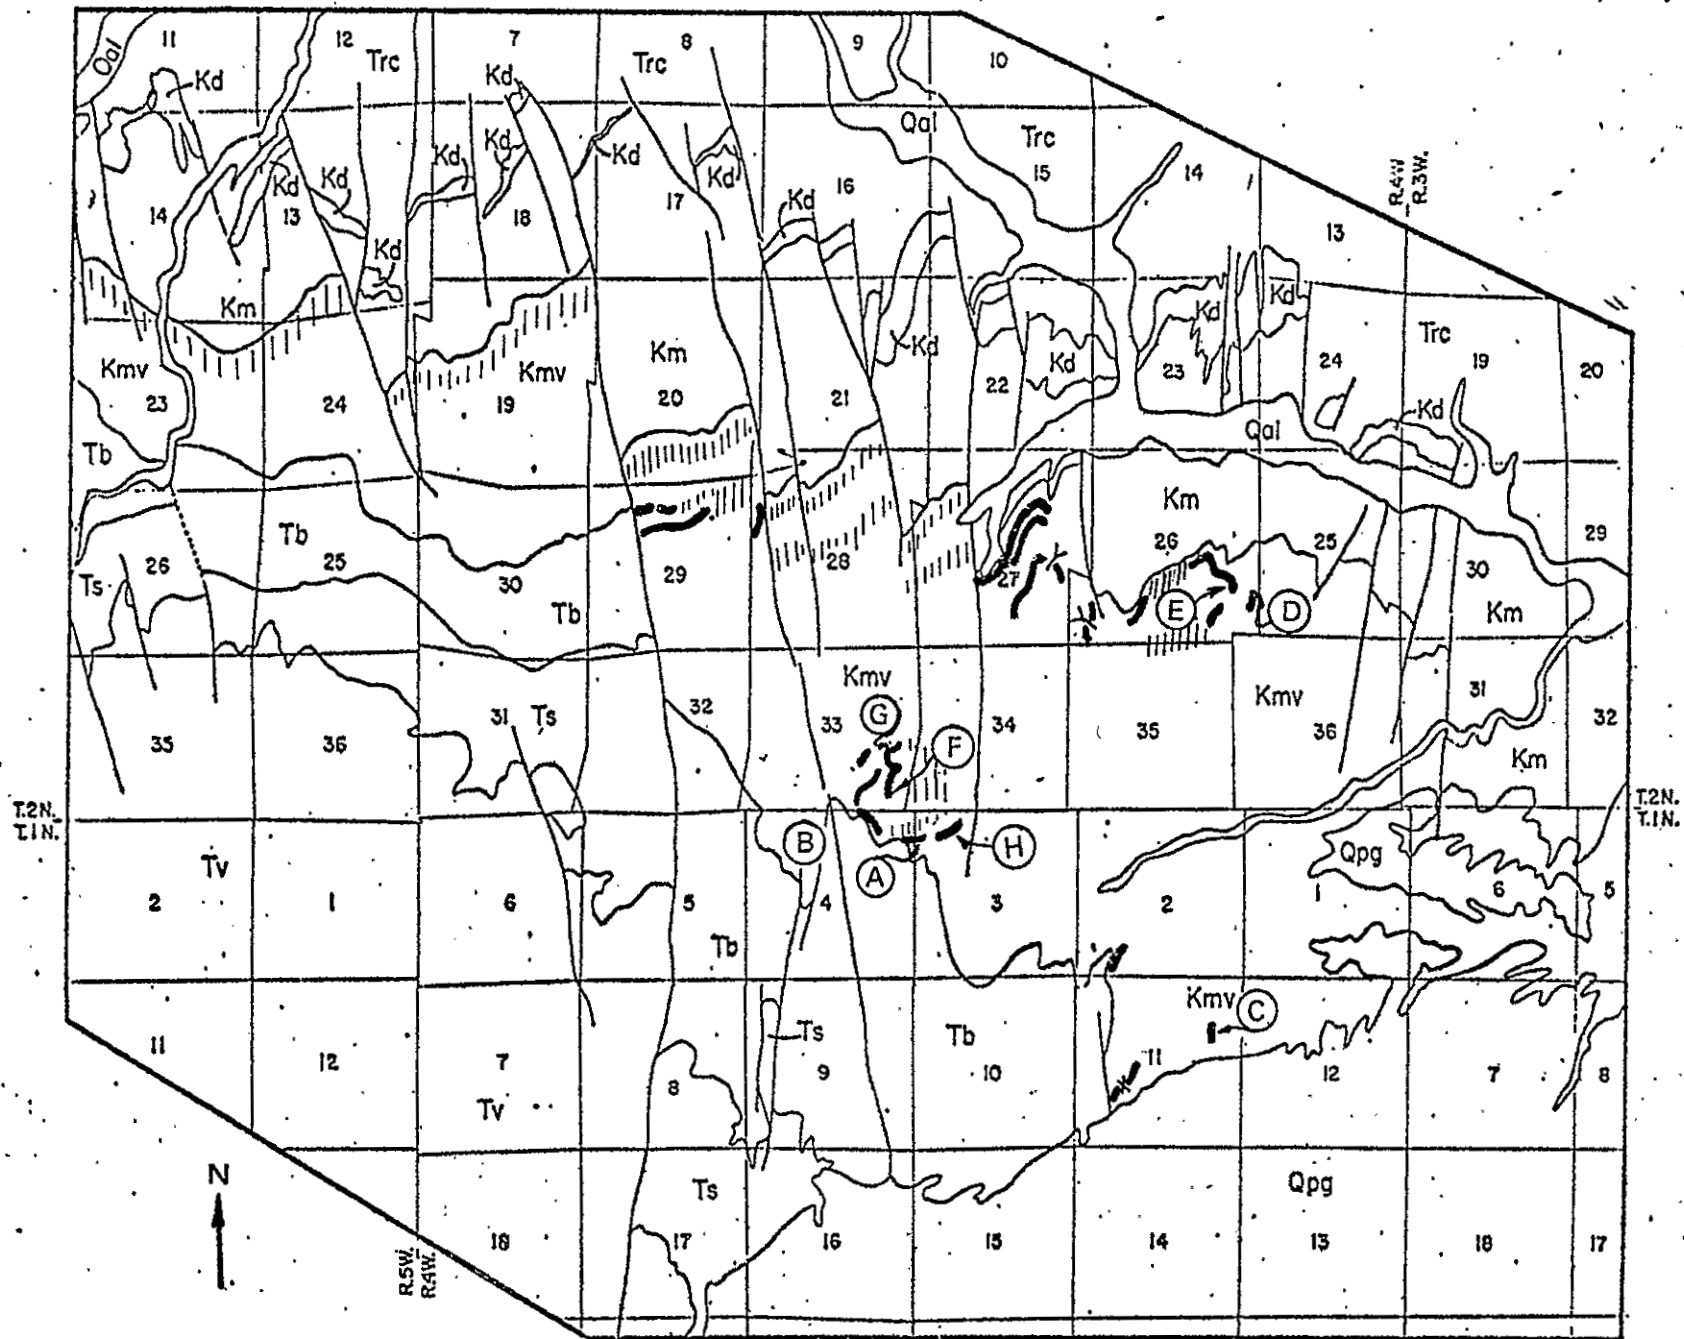 11 12 7 8 9 10
Qal Kd Trc Kd Trc Qal Trc
14 13 Kd Kd Kd Kd Kd 18 17 Kd Kd 16 15 14 13
Kd
R.4W. R.3W.
Km Kmv Km Kd Kd Kd Kd Trc
Kmv 23 24 19 20 21 22 23 24 19 20
Kd
Qal
Tb Km
26 Tb 25 30 29 28 27 26 25 30 29
Ts Tb E D Km
Kmv
35 36 31 Ts 32 33 G F 34 35 Kmv 36 31 32
Km
T.2N. T.2N.
T.1N. T.1N.
Tv B A H Qpg
2 1 6 5 4 3 2 1 6 5
Tb
Kmv C
11 12 7 8 Ts 9 Tb 10 11 12 7 8
Tv
N
Ts Qpg
R.5W. R.4W.
18 17 16 15 14 13 18 17